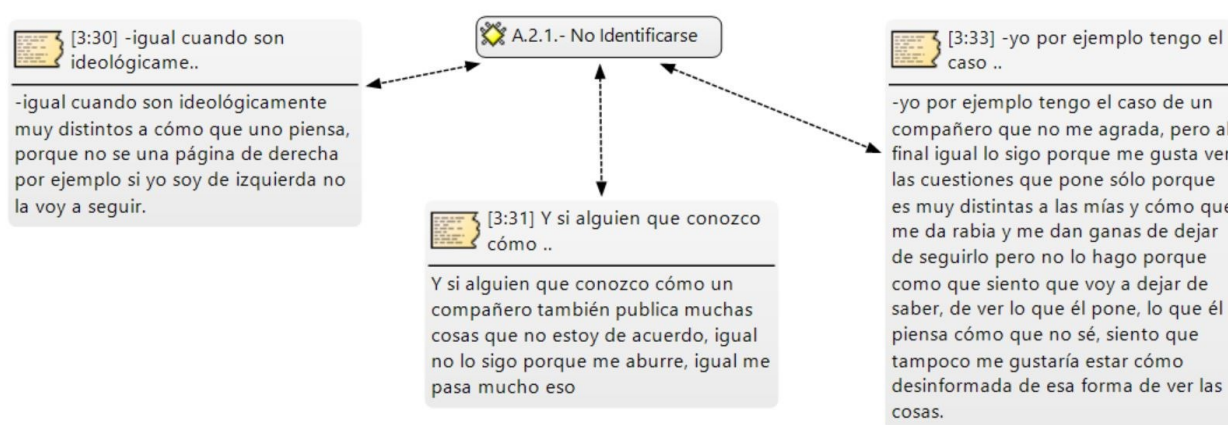 A.2.1.- No Identificarse
[3:30] -igual cuando son
ideológicame..
-igual cuando son ideológicamente
muy distintos a cómo que uno piensa,
porque no se una página de derecha
por ejemplo si yo soy de izquierda no
la voy a seguir.
[3:31] Y si alguien que conozco
cómo ..
Y si alguien que conozco cómo un
compañero también publica muchas
cosas que no estoy de acuerdo, igual
no lo sigo porque me aburre, igual me
pasa mucho eso
[3:33] -yo por ejemplo tengo el
caso ..
-yo por ejemplo tengo el caso de un
compañero que no me agrada, pero al
final igual lo sigo porque me gusta ver
las cuestiones que pone sólo porque
es muy distintas a las mías y cómo que
me da rabia y me dan ganas de dejar
de seguirlo pero no lo hago porque
como que siento que voy a dejar de
saber, de ver lo que él pone, lo que él
piensa cómo que no sé, siento que
tampoco me gustaría estar cómo
desinformada de esa forma de ver las
cosas.